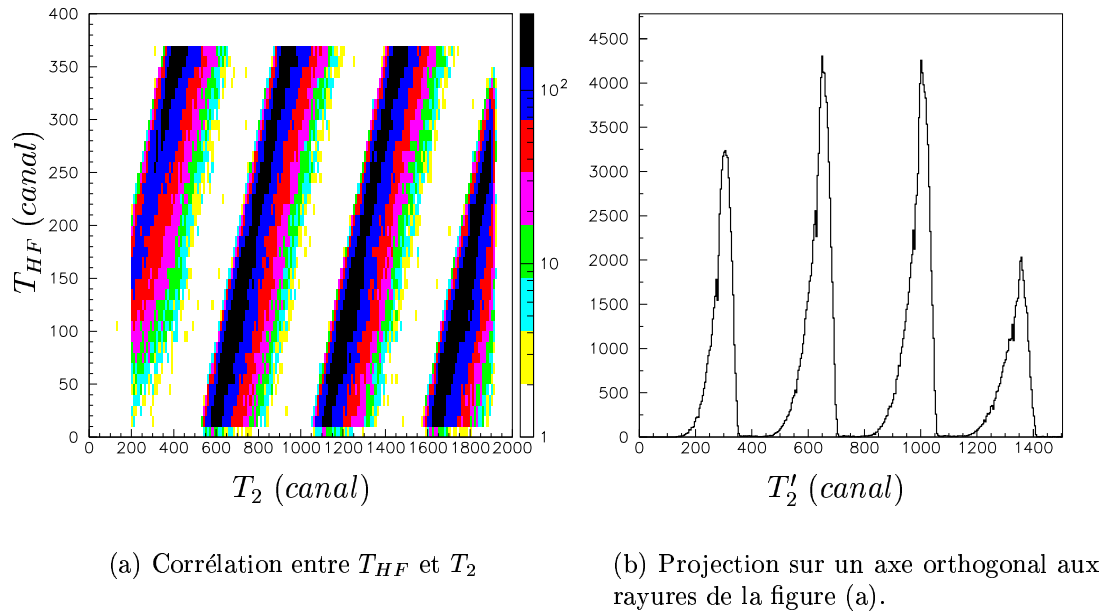 400
350
300
250
200
150
100
50
0
T_HF (canal)
0 200 400 600 800 1000 1200 1400 1600 1800 2000
T_2 (canal)
10^2
10
1
4500
4000
3500
3000
2500
2000
1500
1000
500
0
0 200 400 600 800 1000 1200 1400
T'_2 (canal)
(a) Corrélation entre T_HF et T_2
(b) Projection sur un axe orthogonal aux
rayures de la figure (a).